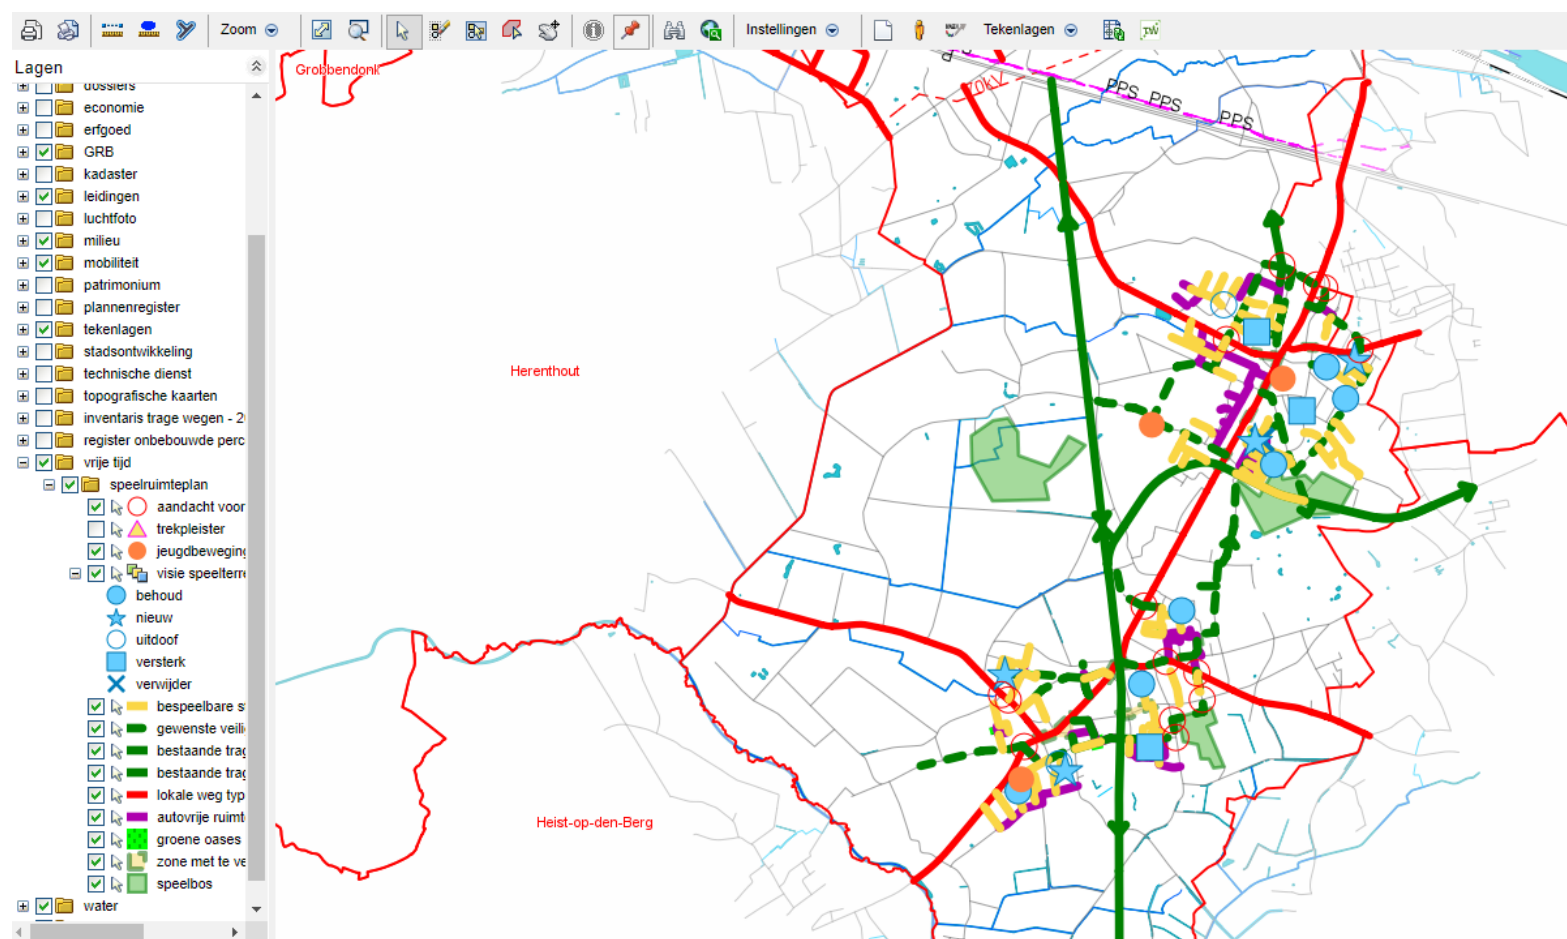 Zoom
Instellingen
Tekenlagen
Lagen
dossiers
economie
erfgoed
GRB
kadaster
leidingen
luchtfoto
milieu
mobiliteit
patrimonium
plannenregister
tekenlagen
stadsontwikkeling
technische dienst
topografische kaarten
inventaris trage wegen - 2
register onbebouwde perc
vrije tijd
speelruimteplan
aandacht voor
trekpleister
jeugdbeweging
visie speelterre
behoud
nieuw
uitdoof
versterk
verwijder
bespeelbare s
gewenste veili
bestaande trag
bestaande trag
lokale weg typ
autovrije ruimt
groene oases
zone met te ve
speelbos
water
Grobbendonk
70kV
PPS PPS
PPS
Herenthout
Heist-op-den-Berg